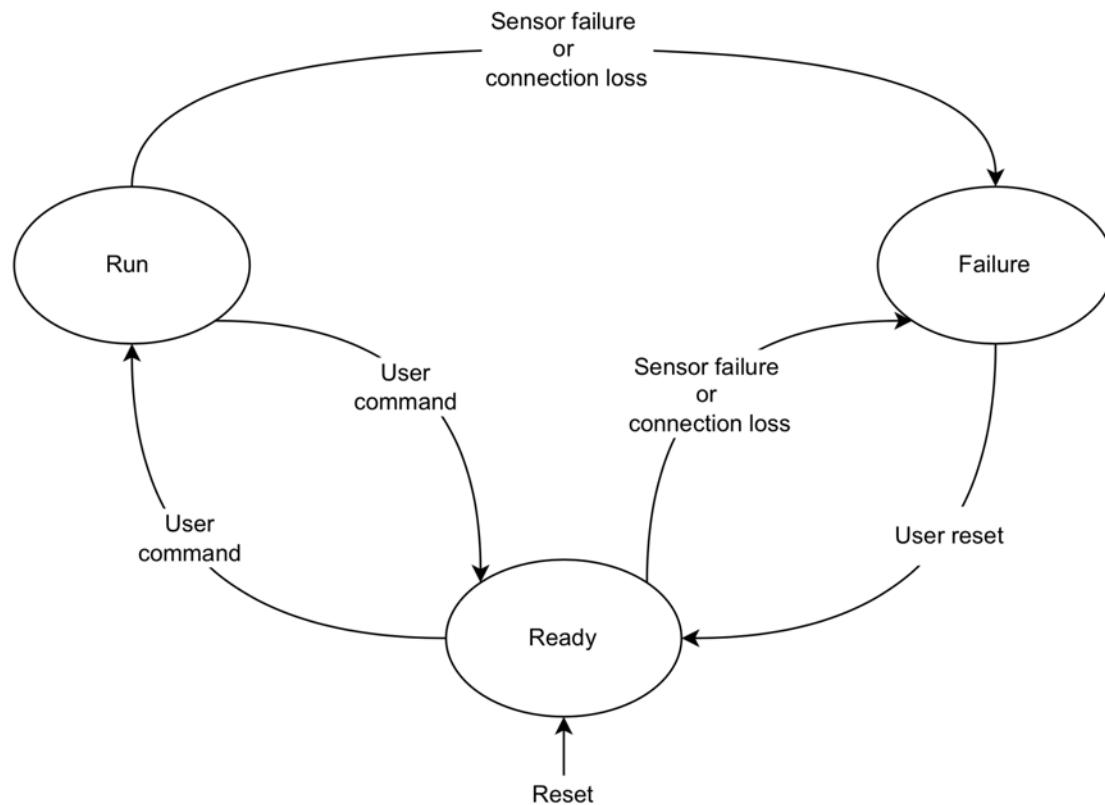 Sensor failure
or
connection loss
Run
Failure
User
command
Sensor failure
or
connection loss
User
command
User reset
Ready
Reset